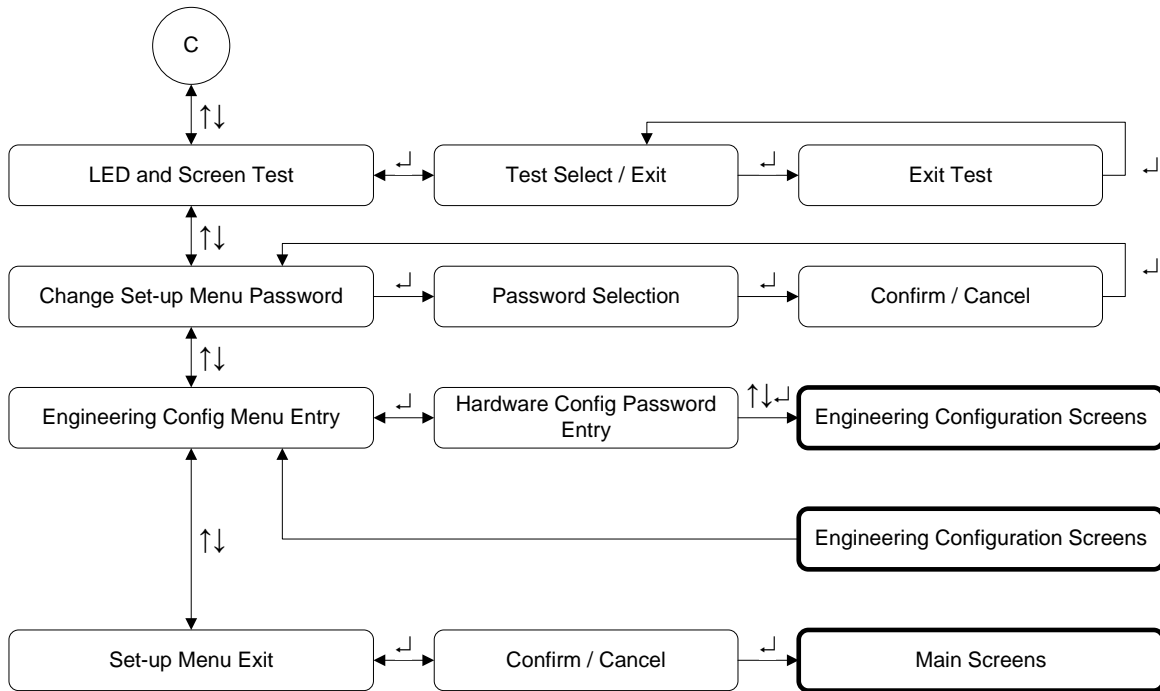 C
↑↓
LED and Screen Test
↵
Test Select / Exit
↵
Exit Test
↵
↑↓
Change Set-up Menu Password
↵
Password Selection
↵
Confirm / Cancel
↵
↑↓
Engineering Config Menu Entry
↵
Hardware Config Password
Entry
↑↓↵
Engineering Configuration Screens
Engineering Configuration Screens
↑↓
Set-up Menu Exit
↵
Confirm / Cancel
↵
Main Screens